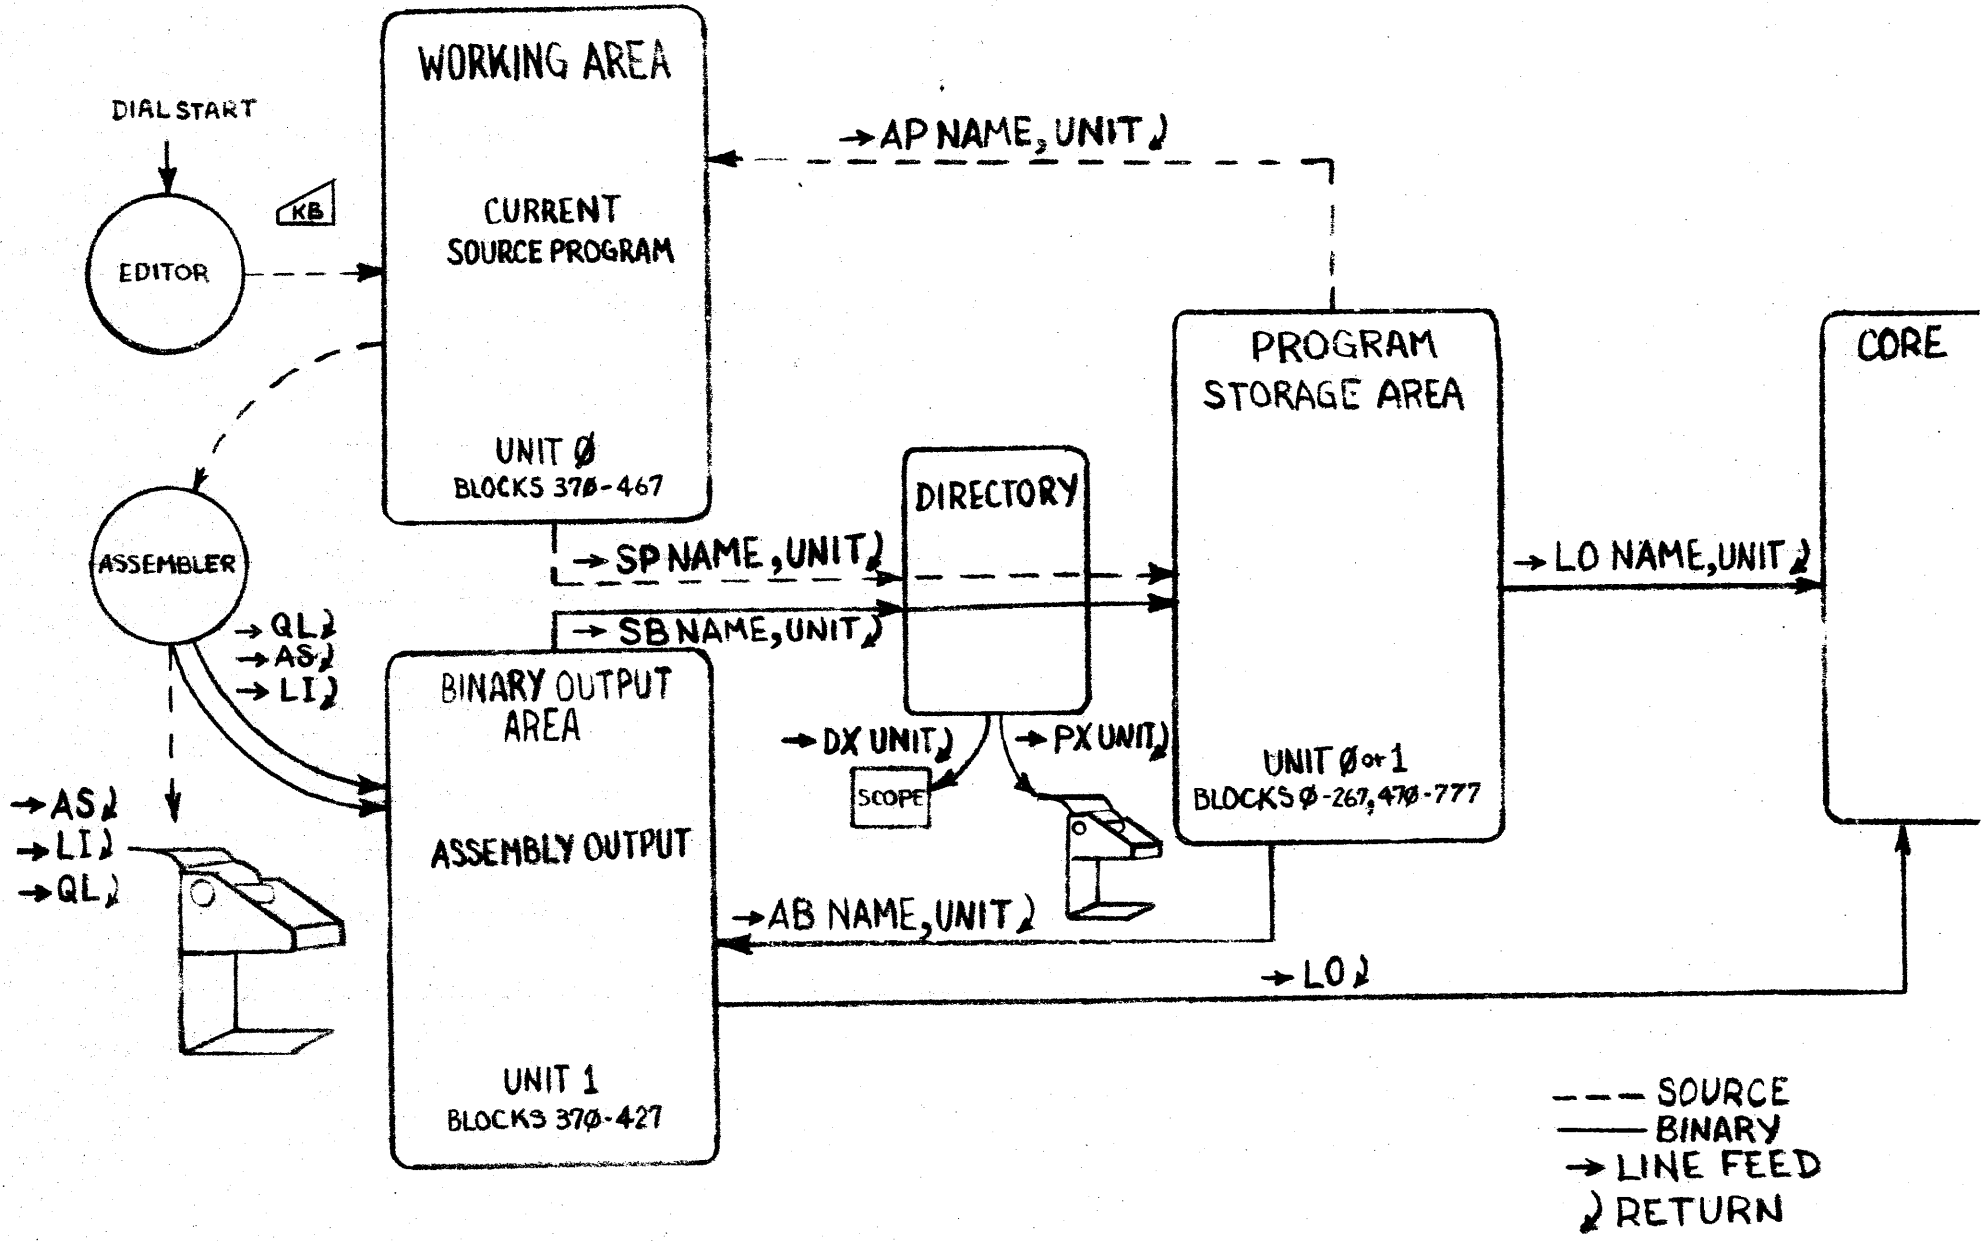 WORKING AREA
DIAL START
→ AP NAME, UNIT ⤸
KB
CURRENT
SOURCE PROGRAM
EDITOR
PROGRAM
STORAGE AREA
CORE
UNIT Ø
BLOCKS 37Ø-467
DIRECTORY
→ SP NAME, UNIT ⤸
→ LO NAME, UNIT ⤸
ASSEMBLER
→ SB NAME, UNIT ⤸
→ QL ⤸
→ AS ⤸
→ LI ⤸
BINARY OUTPUT
AREA
→ DX UNIT ⤸
→ PX UNIT ⤸
SCOPE
UNIT Ø or 1
BLOCKS Ø-267, 47Ø-777
→ AS ⤸
→ LI ⤸
→ QL ⤸
ASSEMBLY OUTPUT
→ AB NAME, UNIT ⤸
→ LO ⤸
UNIT 1
BLOCKS 37Ø-427
--- SOURCE
— BINARY
→ LINE FEED
⤸ RETURN